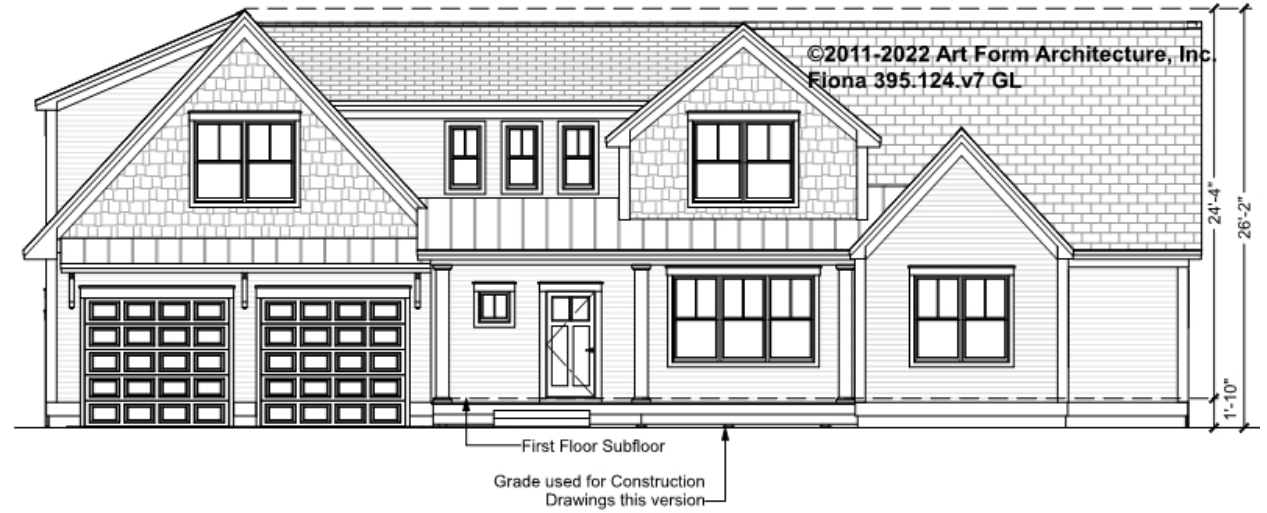 ©2011-2022 Art Form Architecture, Inc.
Fiona 395.124.v7 GL
24'-4"
26'-2"
1'-10"
First Floor Subfloor
Grade used for Construction
Drawings this version